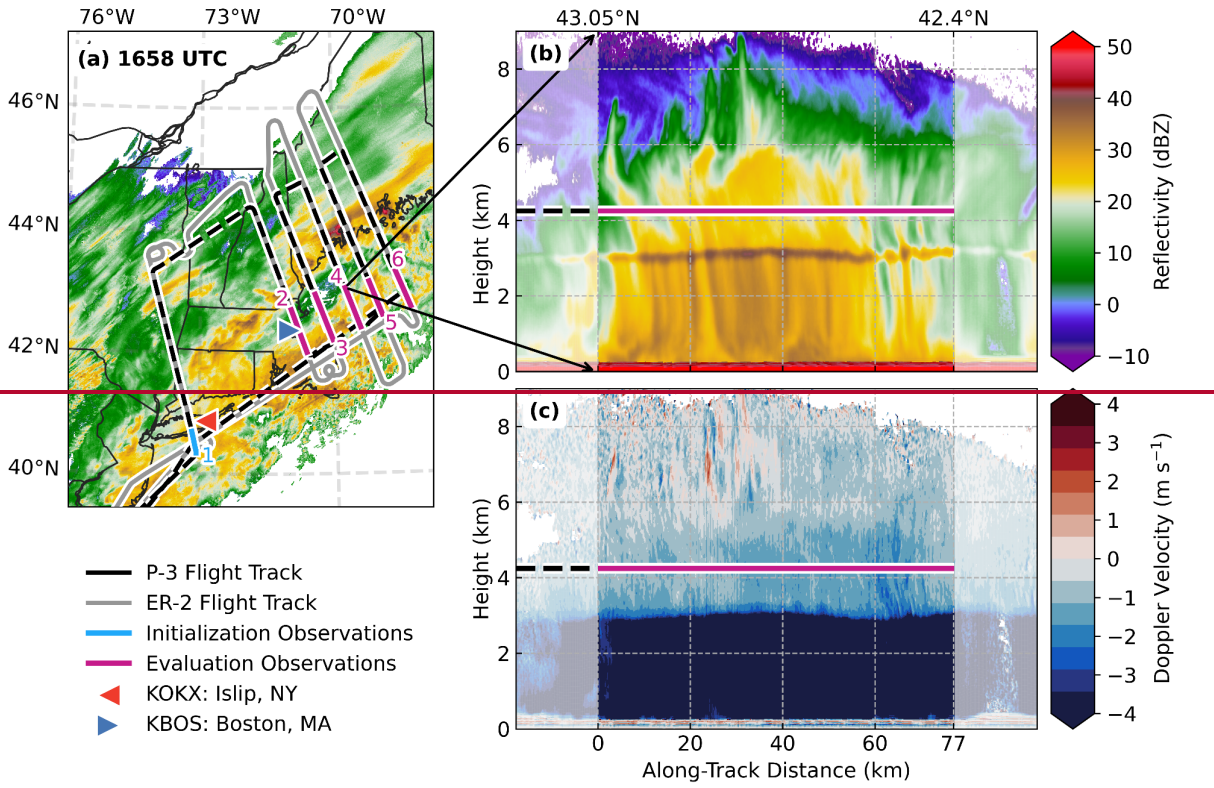 76°W 73°W 70°W
(a) 1658 UTC
46°N
44°N
42°N
40°N
1
2
3
4
5
6
P-3 Flight Track
ER-2 Flight Track
Initialization Observations
Evaluation Observations
KOKX: Islip, NY
KBOS: Boston, MA
43.05°N 42.4°N
(b)
Height (km)
8
6
4
2
0
50
40
30
20
10
0
−10
Reflectivity (dBZ)
(c)
Height (km)
8
6
4
2
0
0 20 40 60 77
Along-Track Distance (km)
4
3
2
1
0
−1
−2
−3
−4
Doppler Velocity (m s⁻¹)